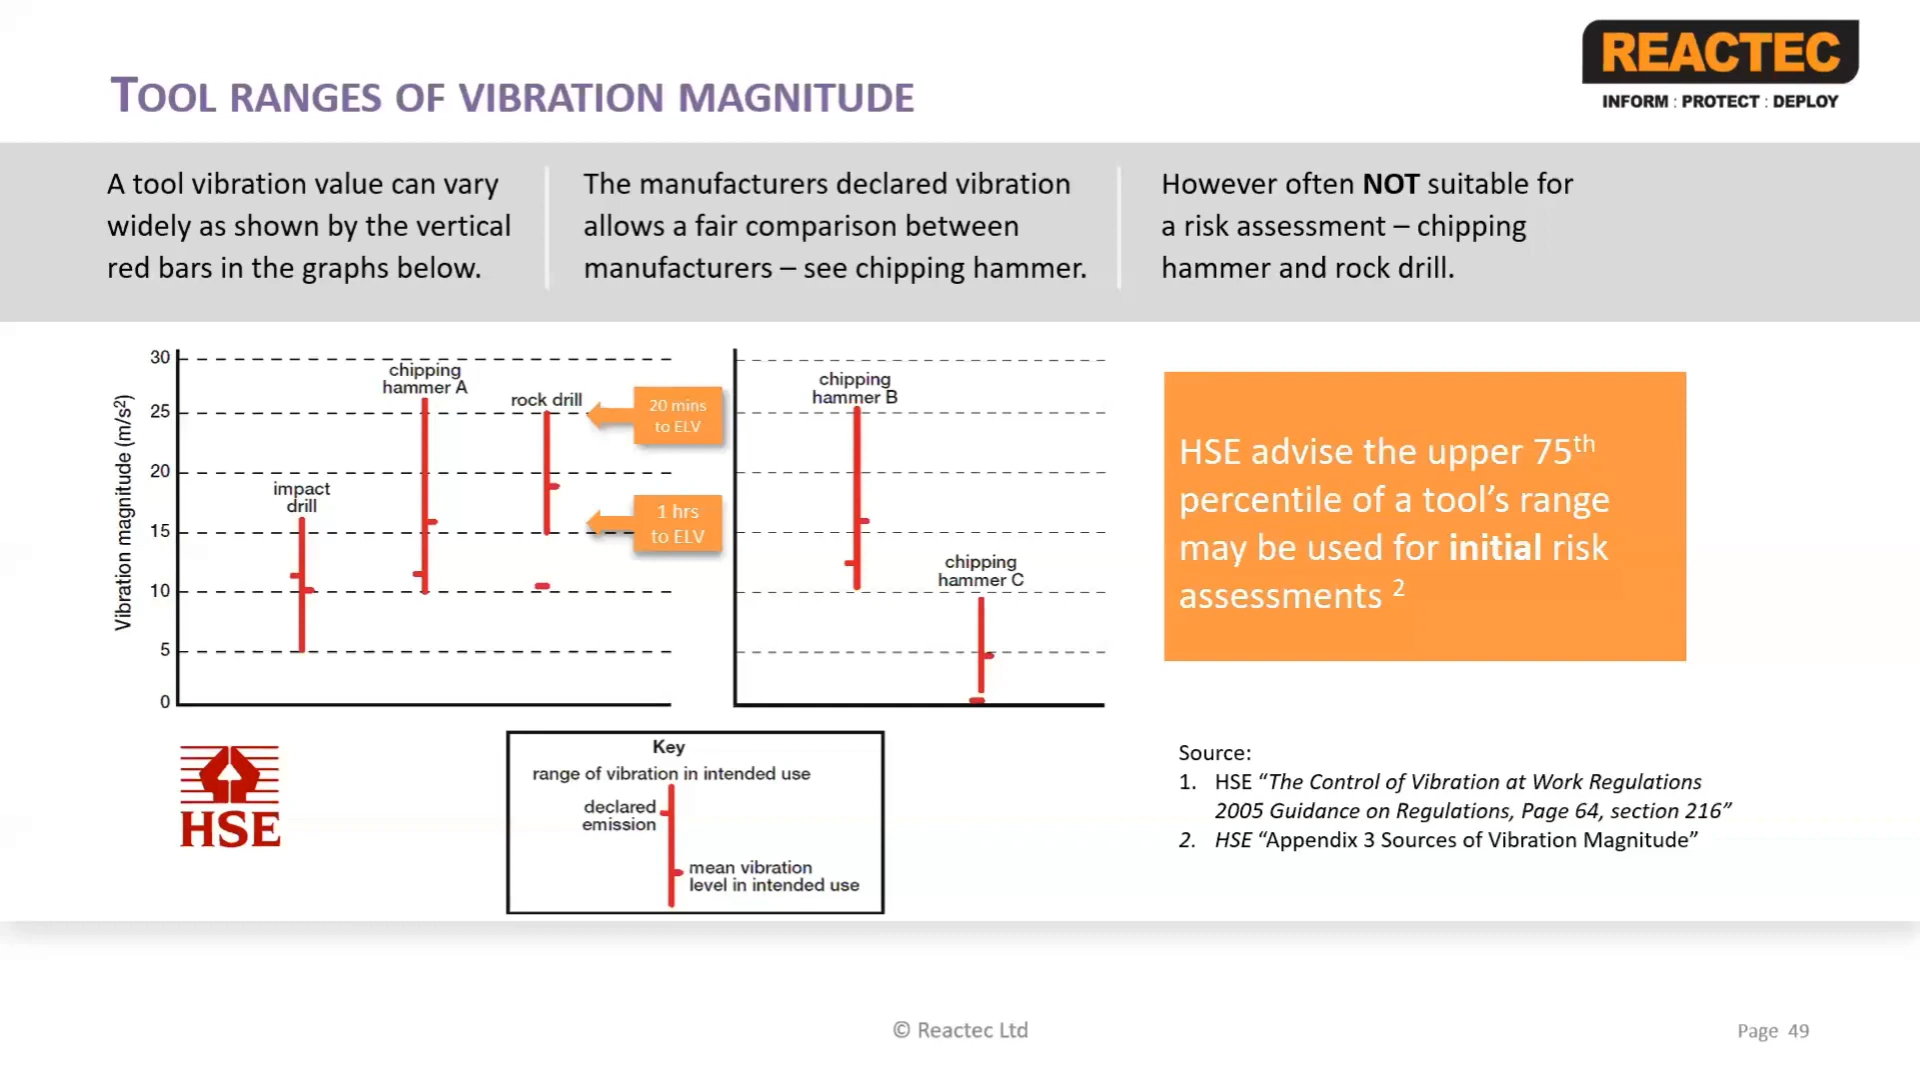 REACTEC
INFORM : PROTECT : DEPLOY
TOOL RANGES OF VIBRATION MAGNITUDE
A tool vibration value can vary
widely as shown by the vertical
red bars in the graphs below.
The manufacturers declared vibration
allows a fair comparison between
manufacturers – see chipping hammer.
However often NOT suitable for
a risk assessment – chipping
hammer and rock drill.
Vibration magnitude (m/s²)
30
25
20
15
10
5
0
impact
drill
chipping
hammer A
rock drill
20 mins
to ELV
1 hrs
to ELV
chipping
hammer B
chipping
hammer C
HSE advise the upper 75th
percentile of a tool’s range
may be used for initial risk
assessments 2
HSE
Key
range of vibration in intended use
declared
emission
mean vibration
level in intended use
Source:
1. HSE “The Control of Vibration at Work Regulations
2005 Guidance on Regulations, Page 64, section 216”
2. HSE “Appendix 3 Sources of Vibration Magnitude”
© Reactec Ltd
Page 49